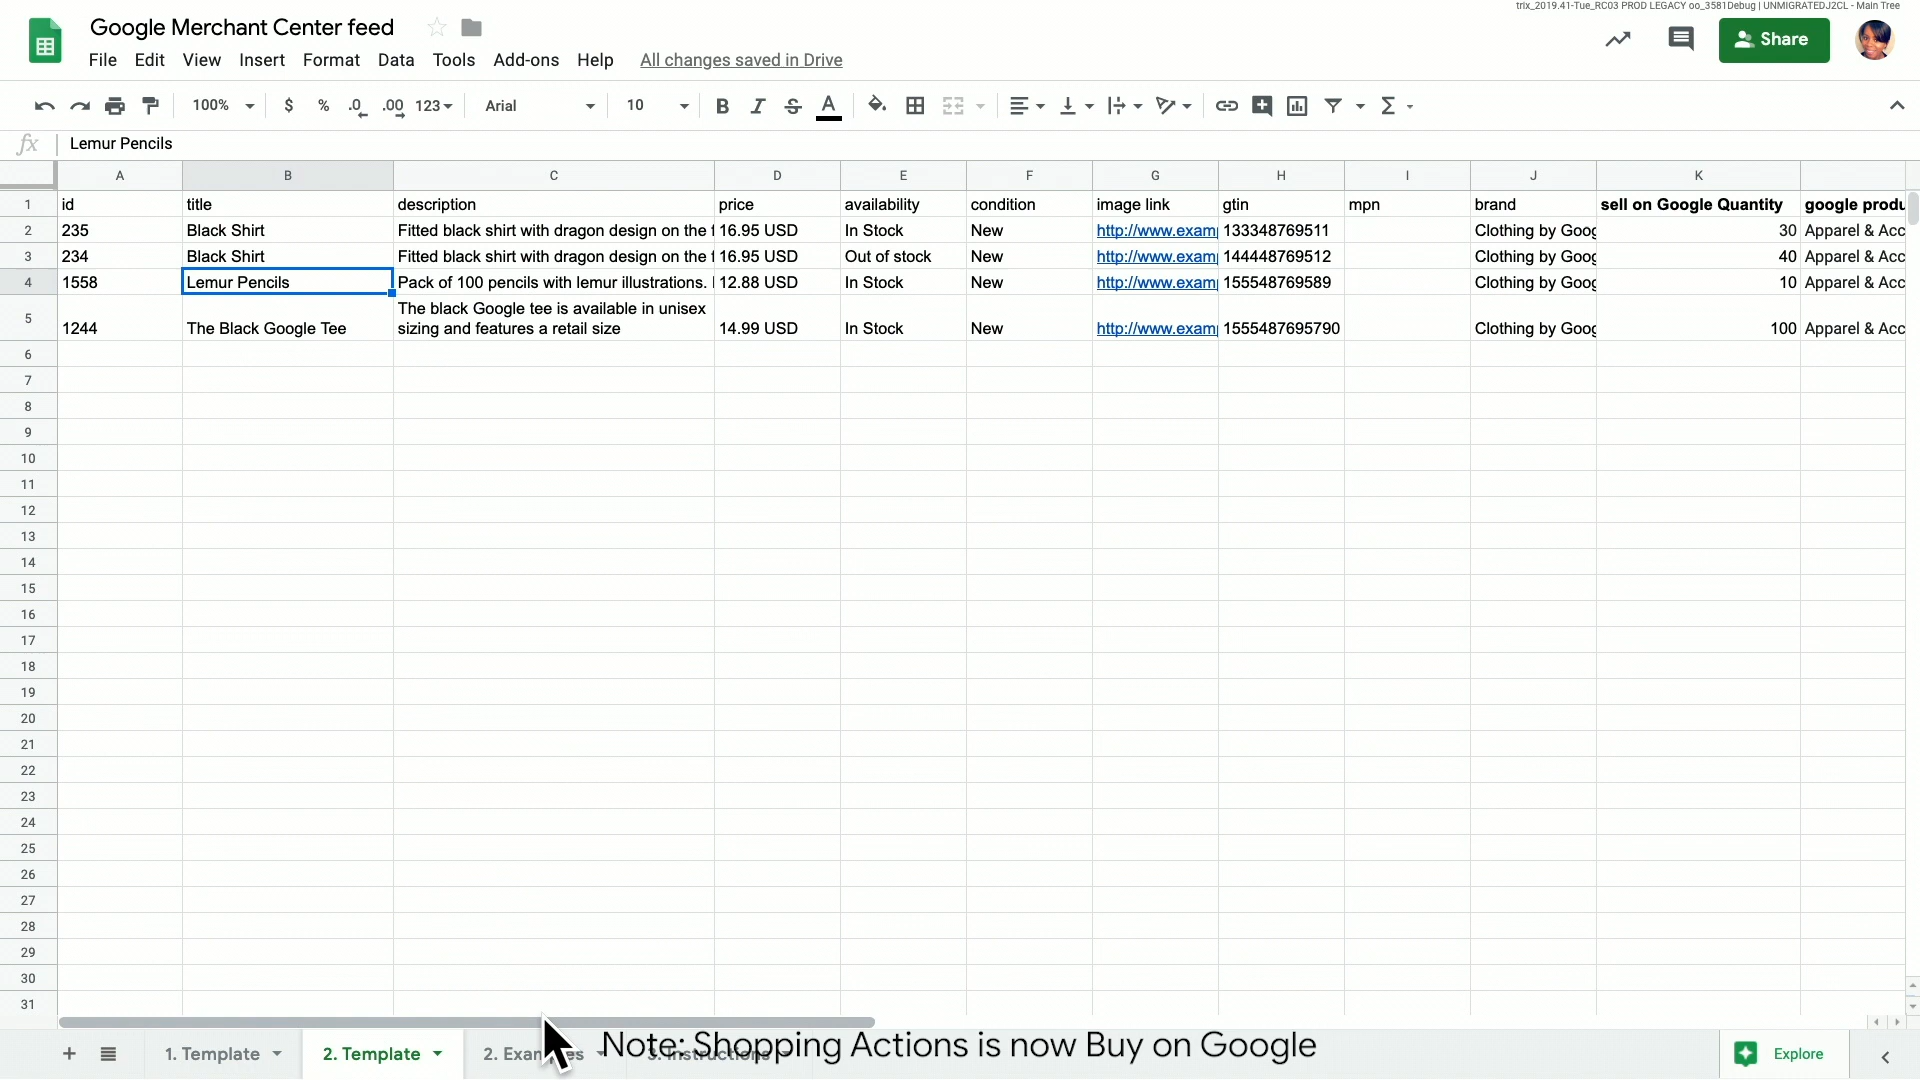 trix_2019.41-Tue_RC03 PROD LEGACY oo_3581Debug | UNMIGRATEDJ2CL - Main Tree
Google Merchant Center feed
File Edit View Insert Format Data Tools Add-ons Help All changes saved in Drive
Share
100% $ % .0 .00 123 Arial 10 B I S A Σ
fx Lemur Pencils
A B C D E F G H I J K
1 id title description price availability condition image link gtin mpn brand sell on Google Quantity google produ
2 235 Black Shirt Fitted black shirt with dragon design on the f 16.95 USD In Stock New http://www.examp 133348769511 Clothing by Goog 30 Apparel & Acc
3 234 Black Shirt Fitted black shirt with dragon design on the f 16.95 USD Out of stock New http://www.examp 144448769512 Clothing by Goog 40 Apparel & Acc
4 1558 Lemur Pencils Pack of 100 pencils with lemur illustrations. 12.88 USD In Stock New http://www.examp 155548769589 Clothing by Goog 10 Apparel & Acc
The black Google tee is available in unisex
5 1244 The Black Google Tee sizing and features a retail size 14.99 USD In Stock New http://www.examp 1555487695790 Clothing by Goog 100 Apparel & Acc
6
7
8
9
10
11
12
13
14
15
16
17
18
19
20
21
22
23
24
25
26
27
28
29
30
31
1. Template 2. Template 2. Examples 3. Instructions Explore
Note: Shopping Actions is now Buy on Google